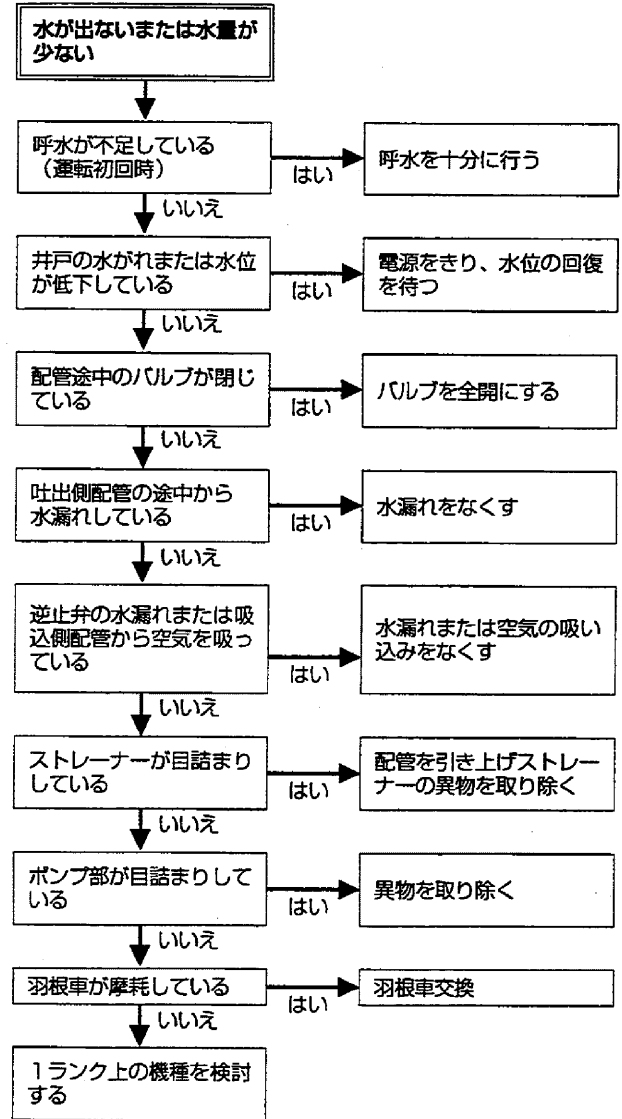 水が出ないまたは水量が
少ない
呼水が不足している
（運転初回時）
はい
呼水を十分に行う
いいえ
井戸の水がれまたは水位
が低下している
はい
電源をきり、水位の回復
を待つ
いいえ
配管途中のバルブが閉じ
ている
はい
バルブを全開にする
いいえ
吐出側配管の途中から
水漏れしている
はい
水漏れをなくす
いいえ
逆止弁の水漏れまたは吸
込側配管から空気を吸っ
ている
はい
水漏れまたは空気の吸い
込みをなくす
いいえ
ストレーナーが目詰まり
している
はい
配管を引き上げストレー
ナーの異物を取り除く
いいえ
ポンプ部が目詰まりして
いる
はい
異物を取り除く
いいえ
羽根車が摩耗している
はい
羽根車交換
いいえ
１ランク上の機種を検討
する